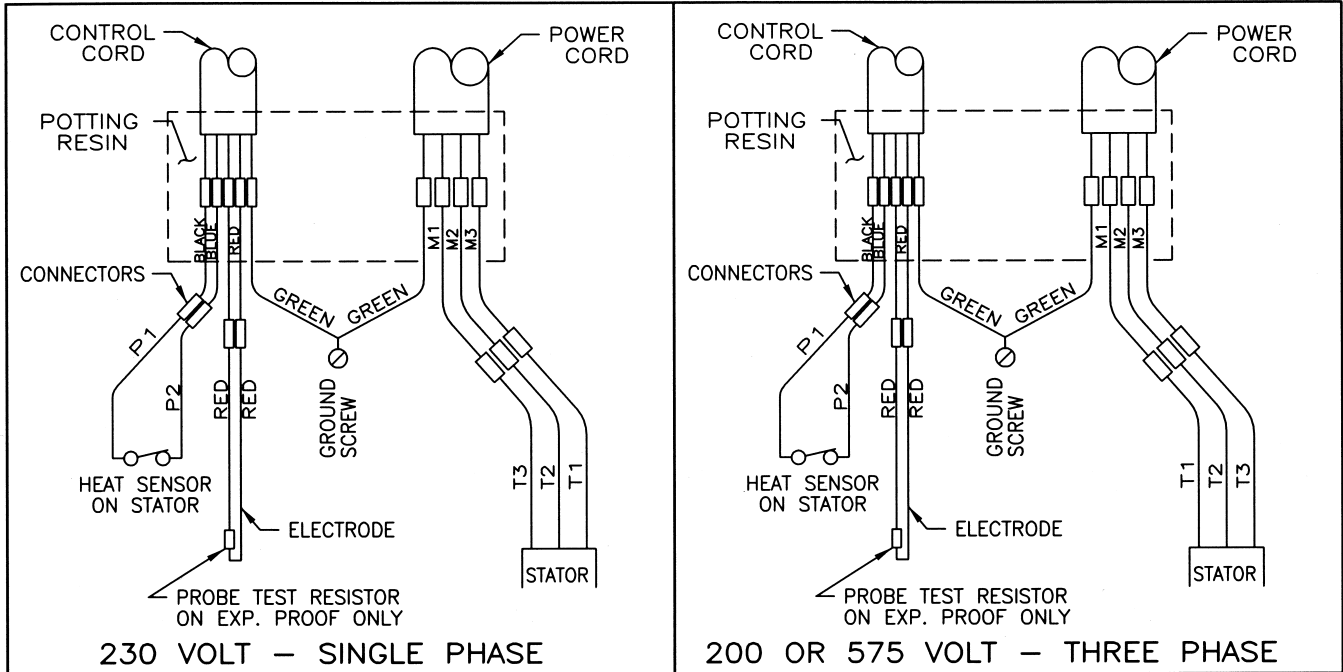 CONTROL
CORD
POWER
CORD
POTTING
RESIN
BLACK
BLUE
RED
M1
M2
M3
CONNECTORS
GREEN
GREEN
P1
P2
RED
RED
GROUND
SCREW
HEAT SENSOR
ON STATOR
T3
T2
T1
ELECTRODE
STATOR
PROBE TEST RESISTOR
ON EXP. PROOF ONLY
230 VOLT – SINGLE PHASE
CONTROL
CORD
POWER
CORD
POTTING
RESIN
BLACK
BLUE
RED
M1
M2
M3
CONNECTORS
GREEN
GREEN
P1
P2
RED
RED
GROUND
SCREW
HEAT SENSOR
ON STATOR
T1
T2
T3
ELECTRODE
STATOR
PROBE TEST RESISTOR
ON EXP. PROOF ONLY
200 OR 575 VOLT – THREE PHASE